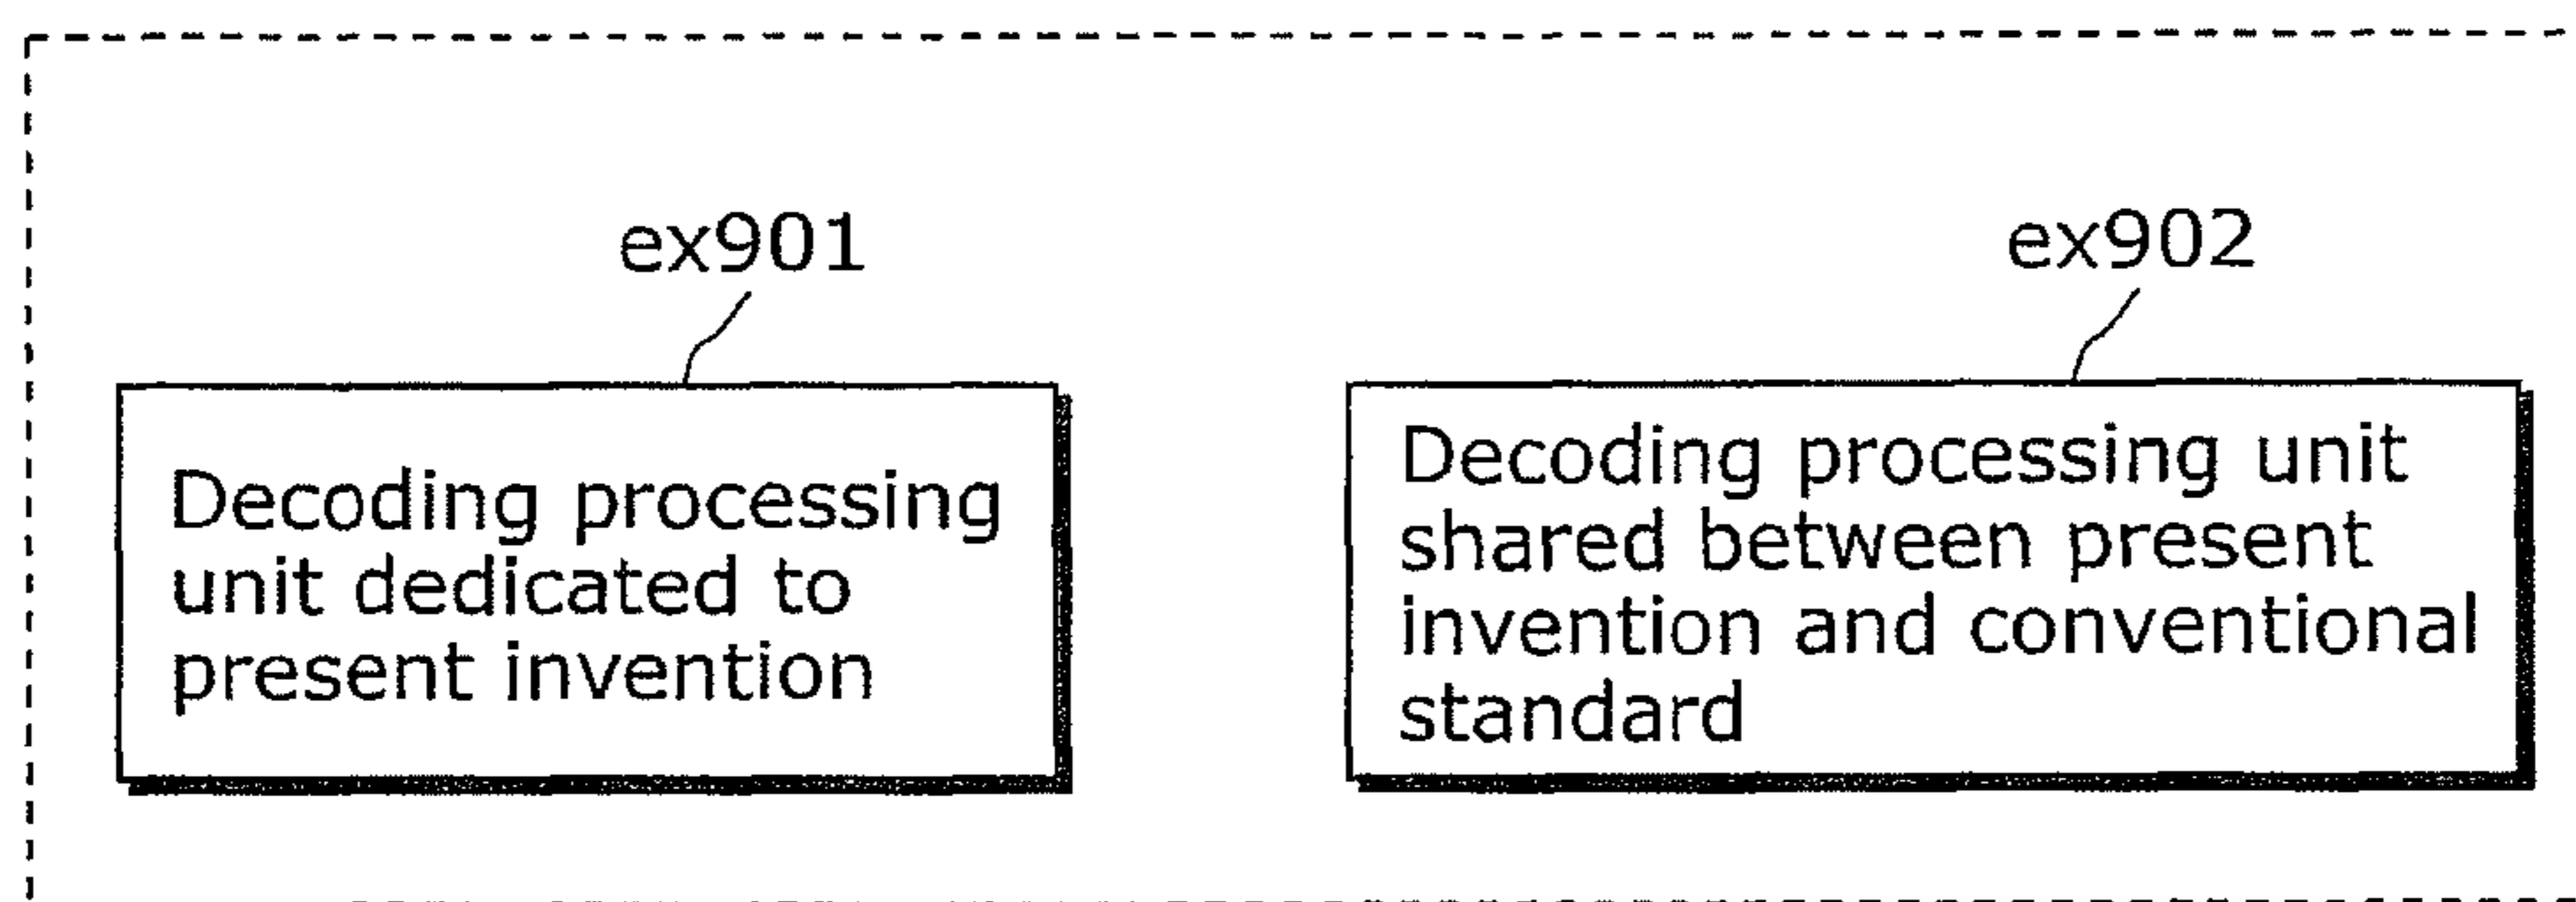 ex901
Decoding processing
unit dedicated to
present invention
ex902
Decoding processing unit
shared between present
invention and conventional
standard